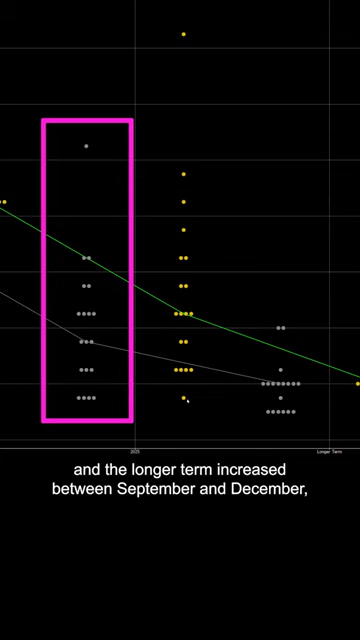 2025
Longer Term
and the longer term increased
between September and December,